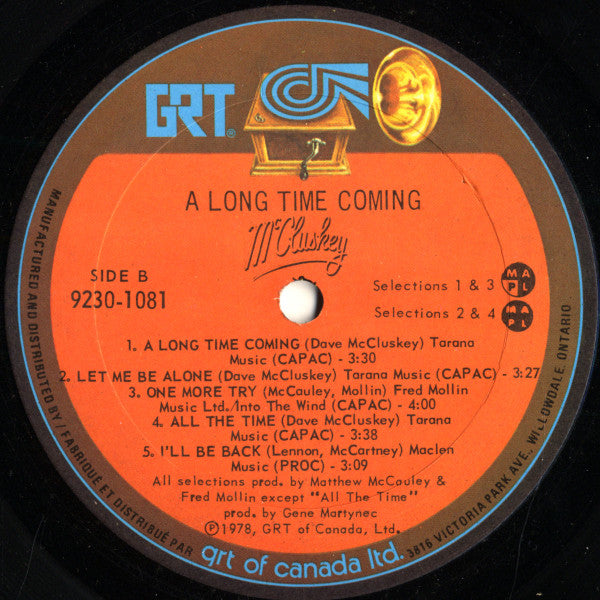 GRT®
A LONG TIME COMING
McCluskey
SIDE B
9230-1081
Selections 1 & 3 MAPL
Selections 2 & 4 MAPL
1. A LONG TIME COMING (Dave McCluskey) Tarana
Music (CAPAC) - 3:30
2. LET ME BE ALONE (Dave McCluskey) Tarana Music (CAPAC) - 3:27
3. ONE MORE TRY (McCauley, Mollin) Fred Mollin
Music Ltd./Into The Wind (CAPAC) - 4:00
4. ALL THE TIME (Dave McCluskey) Tarana
Music (CAPAC) - 3:38
5. I'LL BE BACK (Lennon, McCartney) Maclen
Music (PROC) - 3:09
All selections prod. by Matthew McCauley &
Fred Mollin except "All The Time"
prod. by Gene Martynec
Ⓟ1978, GRT of Canada, Ltd.
MANUFACTURED AND DISTRIBUTED BY / FABRIQUÉ ET DISTRIBUÉ PAR grt of canada ltd. 3816 VICTORIA PARK AVE., WILLOWDALE, ONTARIO